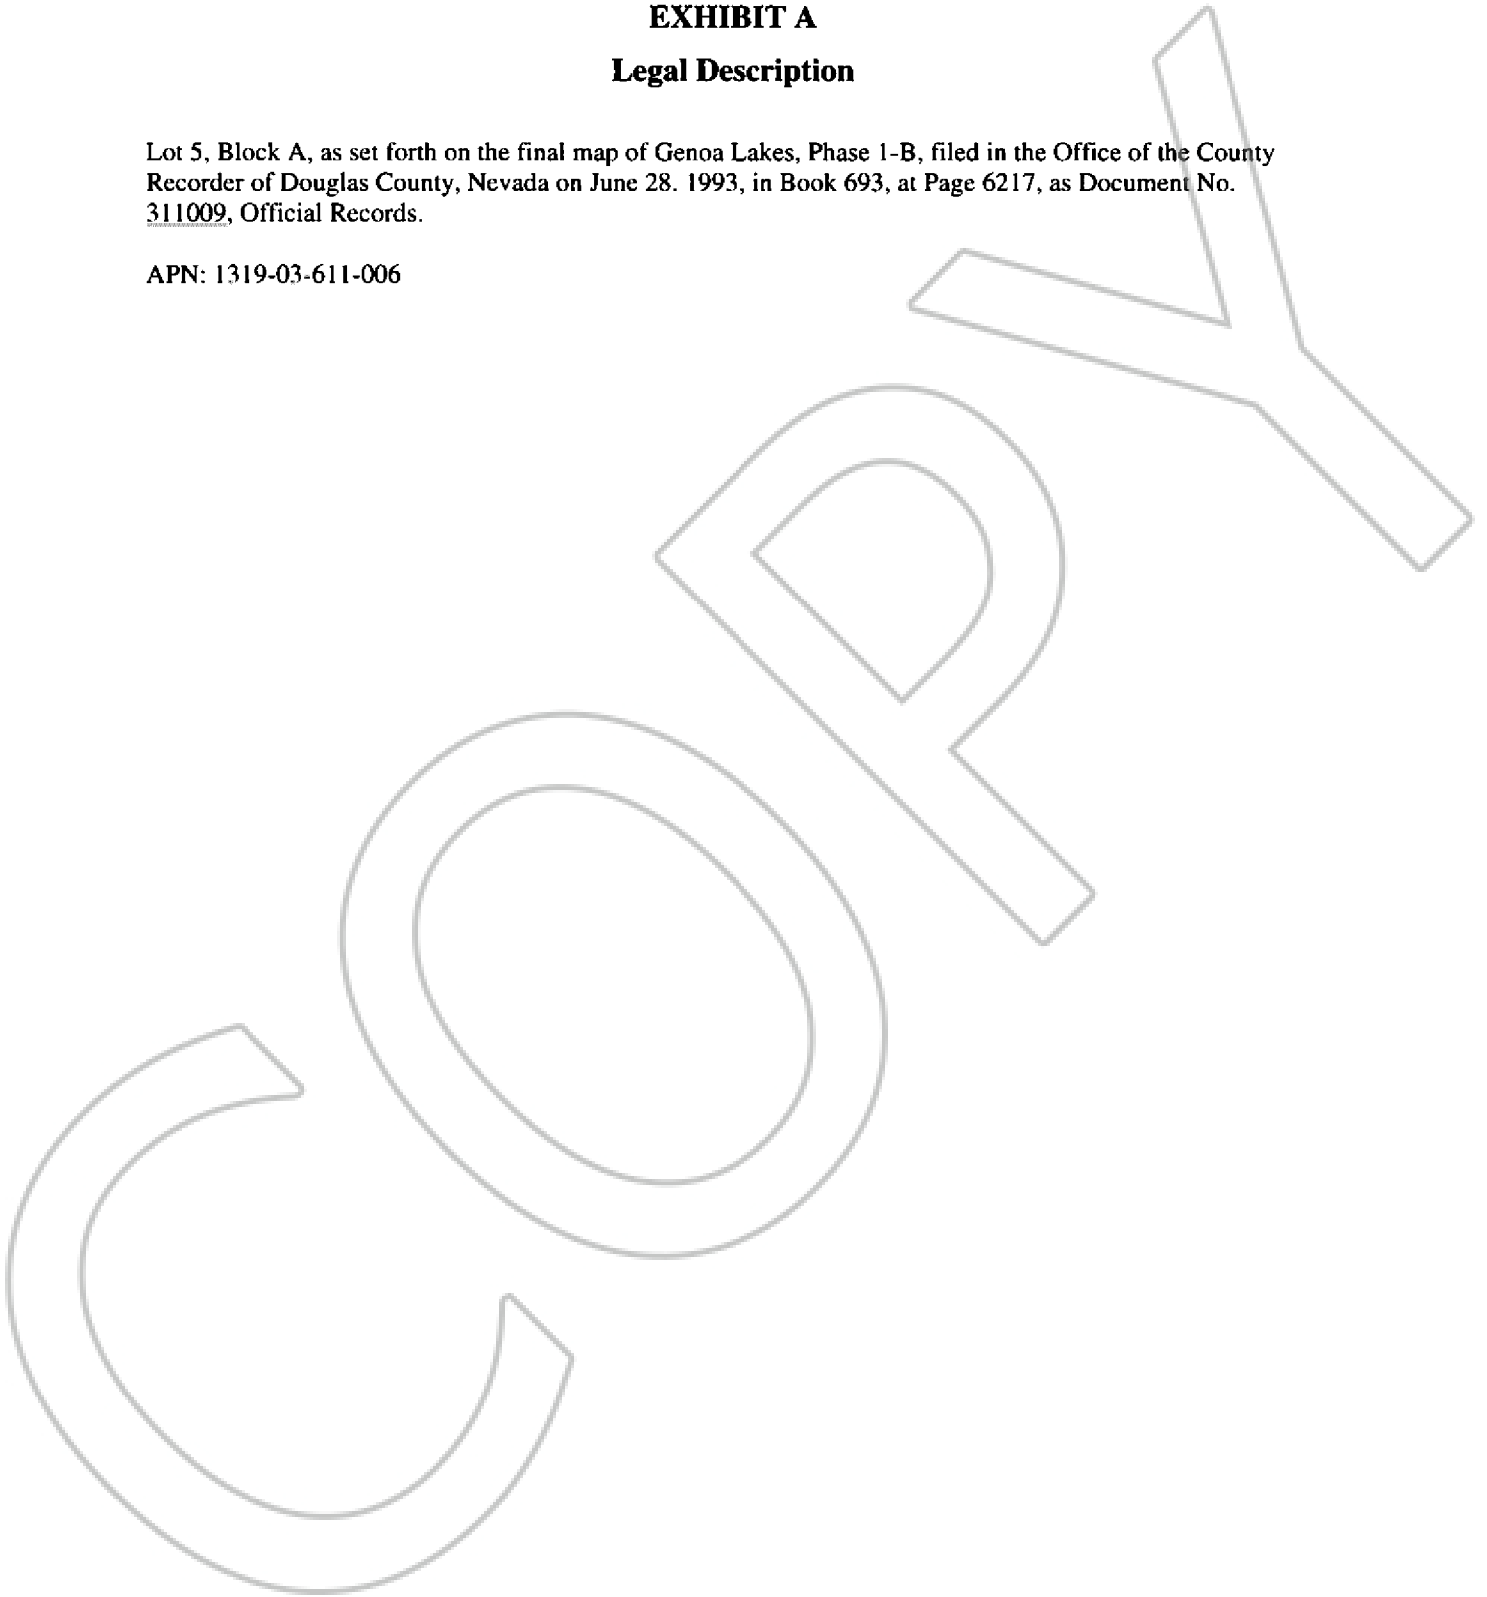 EXHIBIT A
Legal Description
Lot 5, Block A, as set forth on the final map of Genoa Lakes, Phase 1-B, filed in the Office of the County
Recorder of Douglas County, Nevada on June 28. 1993, in Book 693, at Page 6217, as Document No.
311009, Official Records.
APN: 1319-03-611-006
COPY